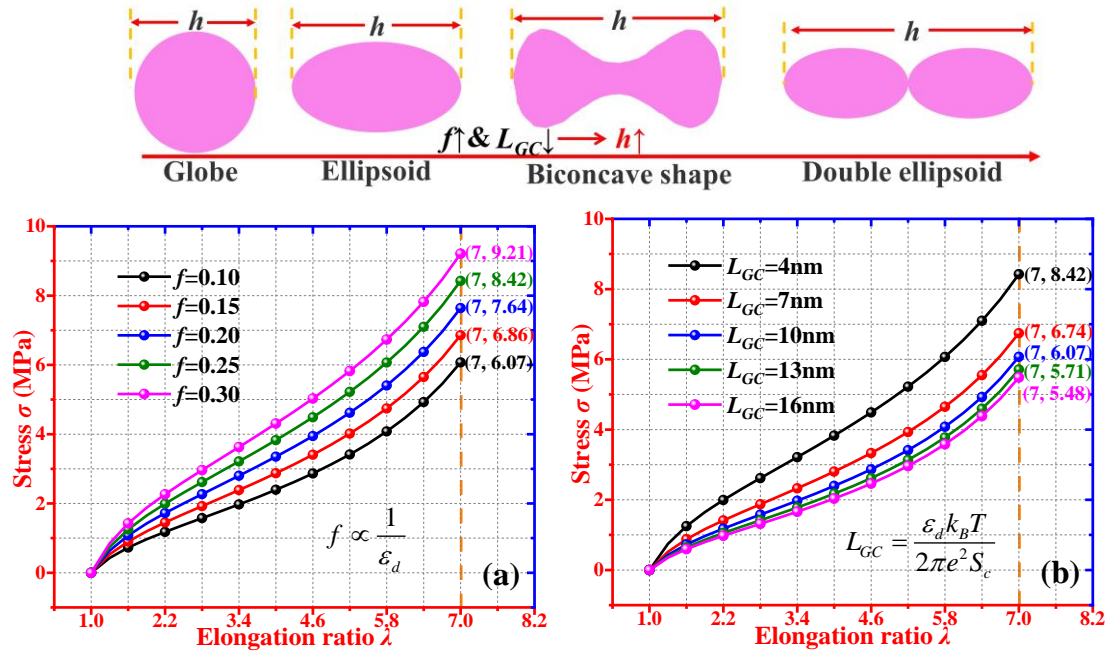 h h h h
f↑ & L_GC↓ → h↑
Globe Ellipsoid Biconcave shape Double ellipsoid
10
8
6
4
2
0
Stress σ (MPa)
f=0.10
f=0.15
f=0.20
f=0.25
f=0.30
(7, 9.21)
(7, 8.42)
(7, 7.64)
(7, 6.86)
(7, 6.07)
f ∝ 1/ε_d
(a)
1.0 2.2 3.4 4.6 5.8 7.0 8.2
Elongation ratio λ
10
8
6
4
2
0
Stress σ (MPa)
L_GC=4nm
L_GC=7nm
L_GC=10nm
L_GC=13nm
L_GC=16nm
(7, 8.42)
(7, 6.74)
(7, 6.07)
(7, 5.71)
(7, 5.48)
L_GC = ε_d k_B T / 2πe² S_c
(b)
1.0 2.2 3.4 4.6 5.8 7.0 8.2
Elongation ratio λ